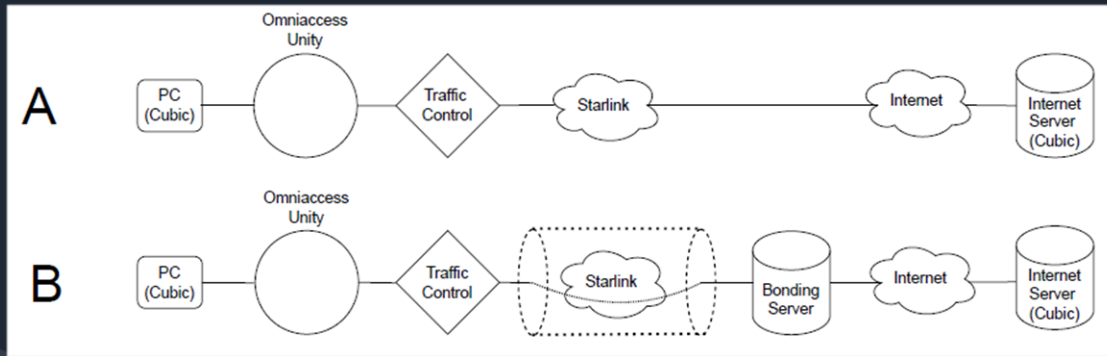 Omniaccess
Unity
A
PC
(Cubic)
Traffic
Control
Starlink
Internet
Internet
Server
(Cubic)
Omniaccess
Unity
B
PC
(Cubic)
Traffic
Control
Starlink
Bonding
Server
Internet
Internet
Server
(Cubic)